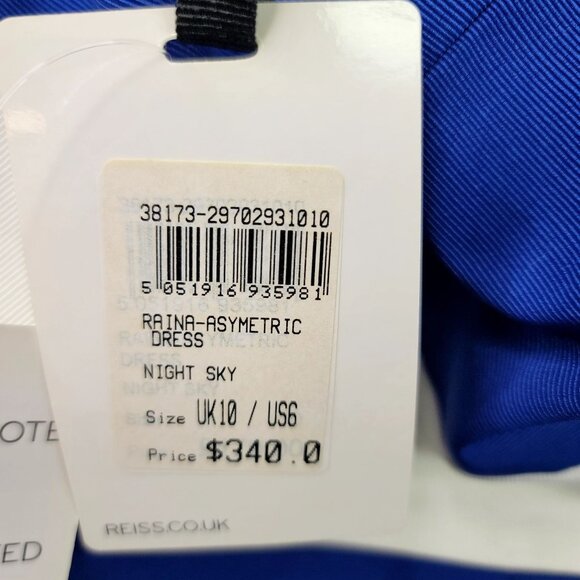 38173-29702931010
5 051916 935981
RAINA-ASYMETRIC
DRESS
NIGHT SKY
Size UK10 / US6
Price $340.0
REISS.CO.UK
OTE
ED